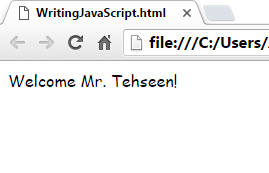 WritingJavaScript.html
file:///C:/Users/
Welcome Mr. Tehseen!